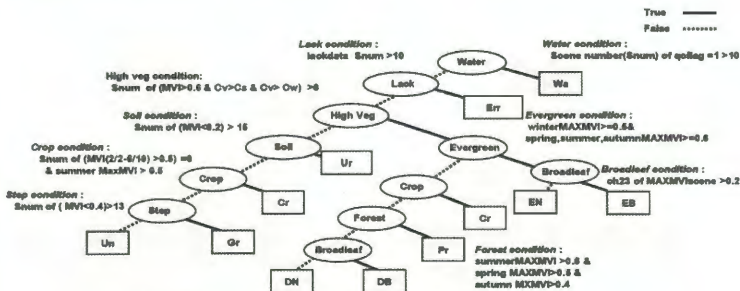 True
False
Lack condition :
lackdata Snum >10
Water condition :
Scene number(Snum) of qcflag =1 >10
Water
High veg condition:
Snum of (MVI>0.6 & Cv>Cs & Cv> Cw) >6
Lack
Wa
Soil condition :
Snum of (MVI<0.2) > 15
High Veg
Err
Evergreen condition :
winterMAXMVI>=0.5&
spring,summer,autumnMAXMVI>=0.6
Crop condition :
Snum of (MVI(2/2-6/10) >0.5) =0
& summer MaxMVI > 0.5
Soil
Evergreen
Ur
Broadleaf
Broadleaf condition :
ch23 of MAXMVIscene >0.2
Crop
Crop
Step condition :
Snum of ( MVI<0.4)>13
Cr
EN
EB
Step
Forest
Cr
Un
Gr
Broadleaf
Pr
Forest condition :
summerMAXMVI >0.6 &
spring MAXMVI>0.5 &
autumn MXMVI>0.4
DN
DB